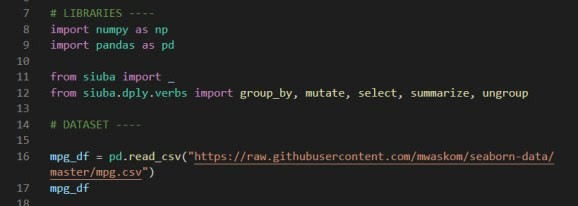 7 # LIBRARIES ----
8 import numpy as np
9 import pandas as pd
10
11 from siuba import _
12 from siuba.dply.verbs import group_by, mutate, select, summarize, ungroup
13
14 # DATASET ----
15
16 mpg_df = pd.read_csv("https://raw.githubusercontent.com/mwaskom/seaborn-data/
master/mpg.csv")
17 mpg_df
18